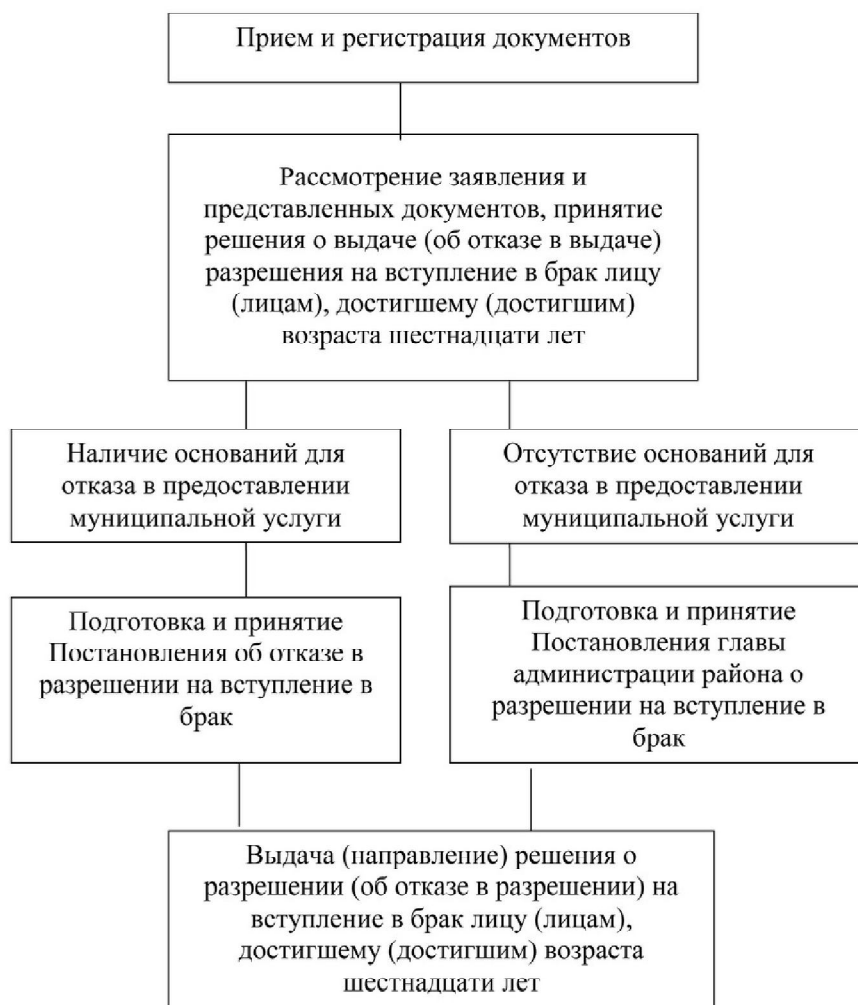 Прием и регистрация документов
Рассмотрение заявления и
представленных документов, принятие
решения о выдаче (об отказе в выдаче)
разрешения на вступление в брак лицу
(лицам), достигшему (достигшим)
возраста шестнадцати лет
Наличие оснований для
отказа в предоставлении
муниципальной услуги
Отсутствие оснований для
отказа в предоставлении
муниципальной услуги
Подготовка и принятие
Постановления об отказе в
разрешении на вступление в
брак
Подготовка и принятие
Постановления главы
администрации района о
разрешении на вступление в
брак
Выдача (направление) решения о
разрешении (об отказе в разрешении) на
вступление в брак лицу (лицам),
достигшему (достигшим) возраста
шестнадцати лет